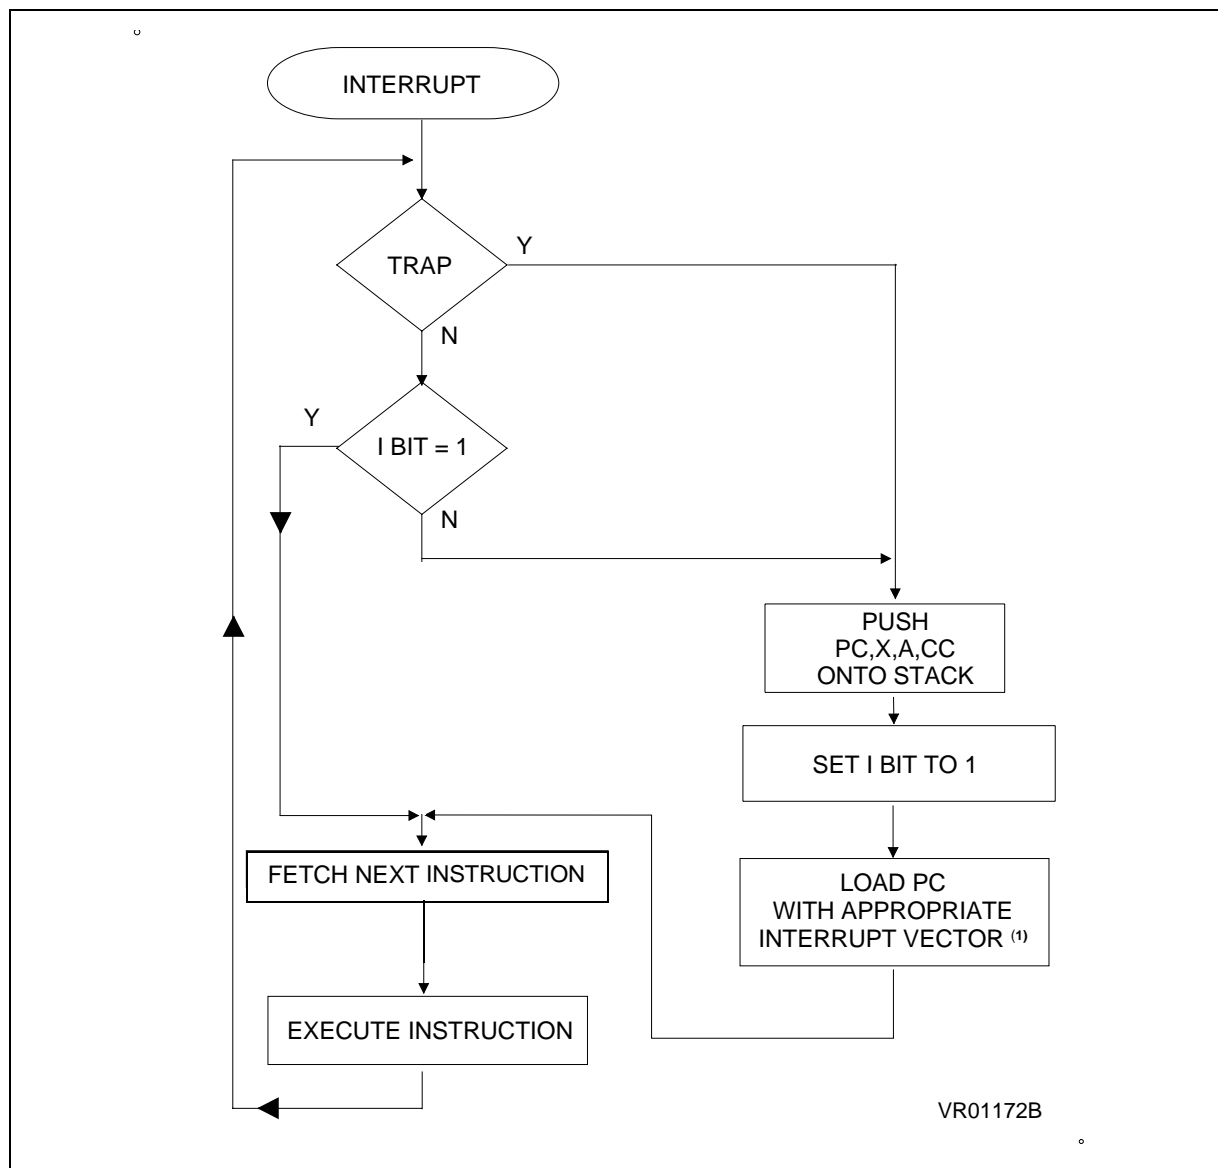 INTERRUPT
Y
TRAP
N
Y
I BIT = 1
N
PUSH
PC,X,A,CC
ONTO STACK
SET I BIT TO 1
FETCH NEXT INSTRUCTION
LOAD PC
WITH APPROPRIATE
INTERRUPT VECTOR (1)
EXECUTE INSTRUCTION
VR01172B